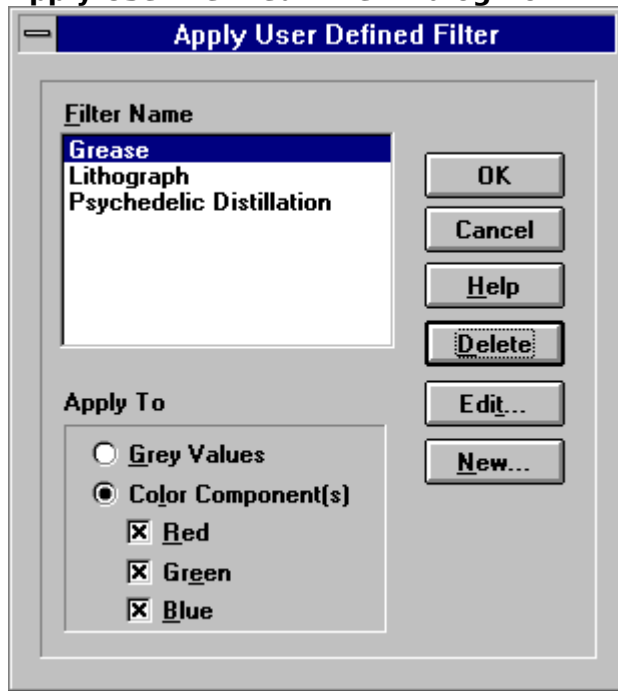 Apply User Defined Filter
Filter Name
Grease
Lithograph
Psychedelic Distillation
OK
Cancel
Help
Delete
Edit...
New...
Apply To
Grey Values
Color Component(s)
Red
Green
Blue